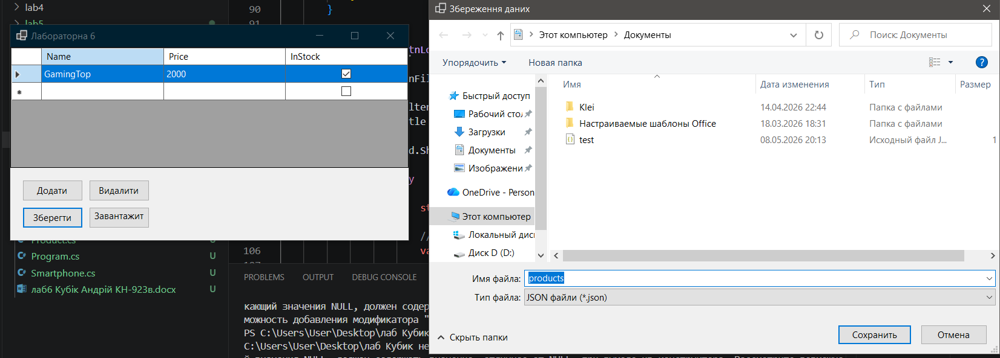 lab4
lab5
90
}
91
Лабораторна 6
Name
Price
InStock
GamingTop
2000
Додати
Видалити
Зберегти
Завантажит
Product.cs
U
Program.cs
U
Smartphone.cs
U
лаб6 Кубік Андрій КН-923в.docx
U
106
//
PROBLEMS
OUTPUT
DEBUG CONSOLE
кающий значения NULL, должен содер
можность добавления модификатора "
PS C:\Users\User\Desktop\лаб Кубик
C:\Users\User\Desktop\лаб Кубик не
Збереження даних
Этот компьютер
Документы
Поиск: Документы
Упорядочить
Новая папка
?
Имя
Дата изменения
Тип
Размер
Klei
14.04.2026 22:44
Папка с файлами
Настраиваемые шаблоны Office
18.03.2026 18:31
Папка с файлами
test
08.05.2026 20:13
Исходный файл J...
1
Быстрый доступ
Рабочий сто
Загрузки
Документы
Изображени
OneDrive - Person
Этот компьютер
Локальный дис
Диск D (D:)
Имя файла:
products
Тип файла:
JSON файли (*.json)
Скрыть папки
Сохранить
Отмена